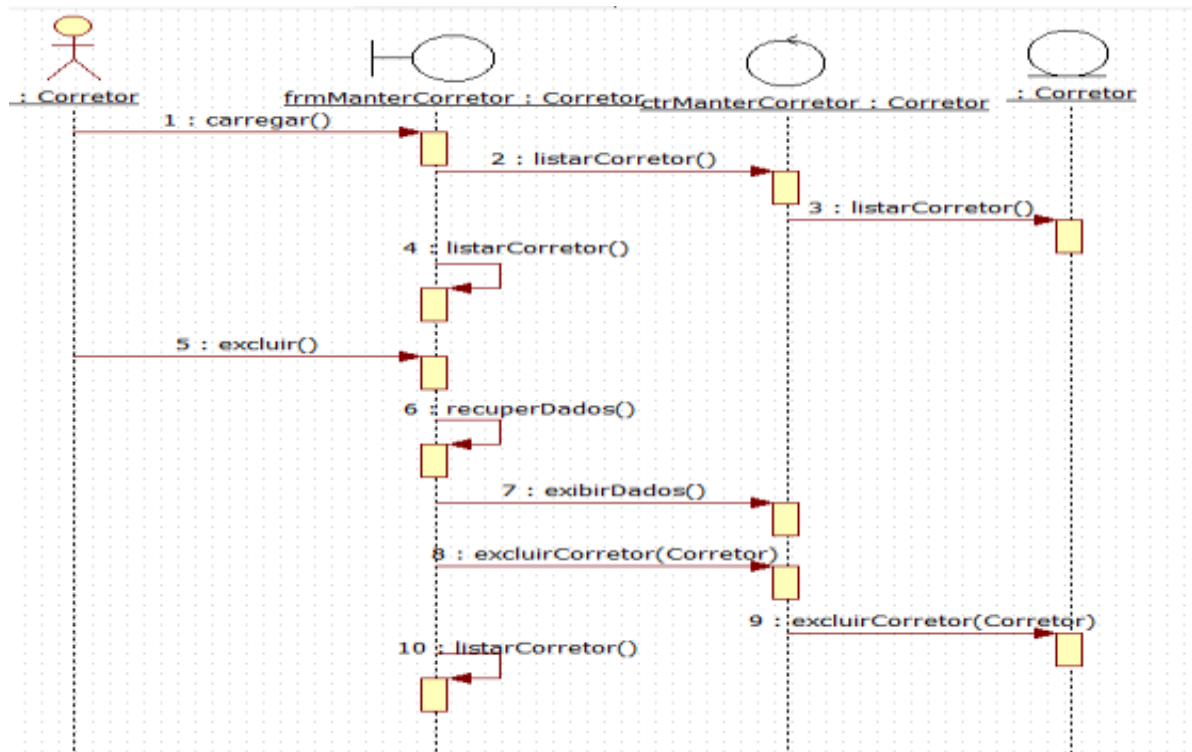 : Corretor
frmManterCorretor : Corretor
ctrManterCorretor : Corretor
: Corretor
1 : carregar()
2 : listarCorretor()
3 : listarCorretor()
4 : listarCorretor()
5 : excluir()
6 : recuperDados()
7 : exibirDados()
8 : excluirCorretor(Corretor)
9 : excluirCorretor(Corretor)
10 : listarCorretor()